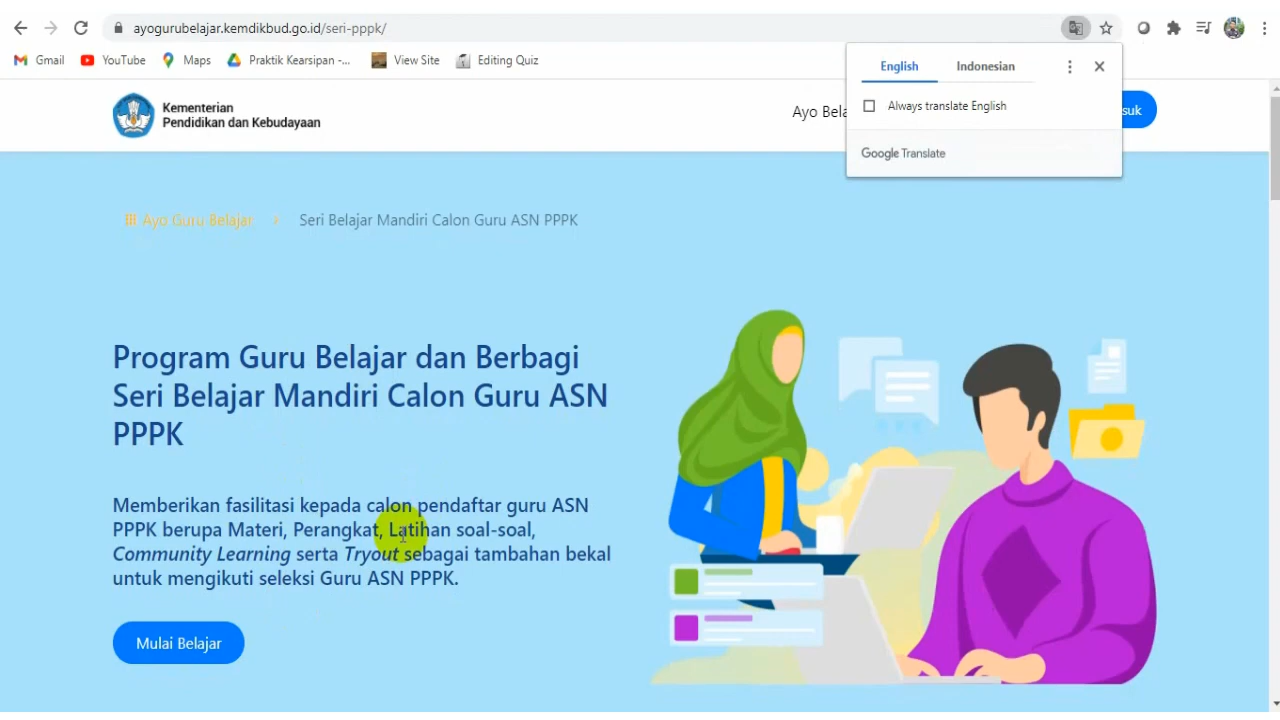 ayogurubelajar.kemdikbud.go.id/seri-pppk/
Gmail YouTube Maps Praktik Kearsipan -... View Site Editing Quiz
English Indonesian
Always translate English
Google Translate
Kementerian
Pendidikan dan Kebudayaan
Ayo Bela
suk
Ayo Guru Belajar > Seri Belajar Mandiri Calon Guru ASN PPPK
Program Guru Belajar dan Berbagi
Seri Belajar Mandiri Calon Guru ASN
PPPK
Memberikan fasilitasi kepada calon pendaftar guru ASN
PPPK berupa Materi, Perangkat, Latihan soal-soal,
Community Learning serta Tryout sebagai tambahan bekal
untuk mengikuti seleksi Guru ASN PPPK.
Mulai Belajar